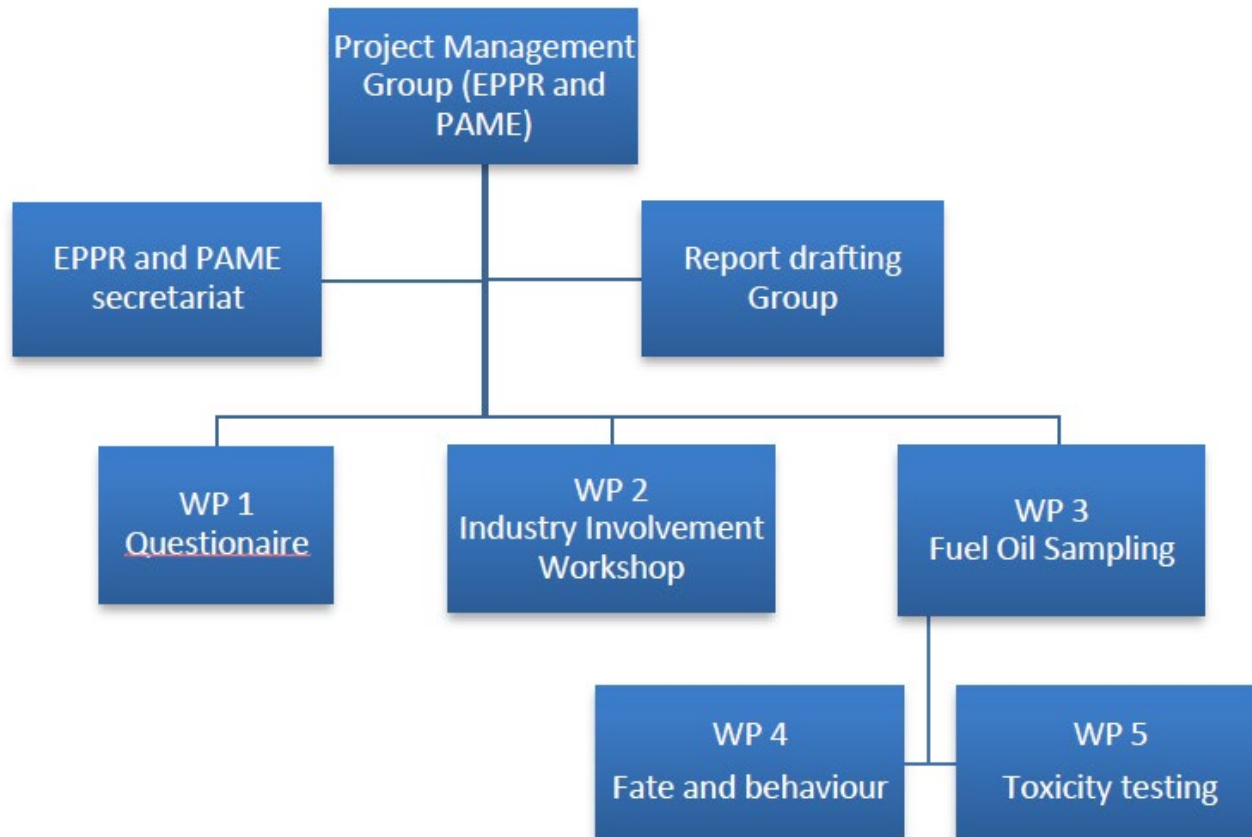 Project Management
Group (EPPR and
PAME)
EPPR and PAME
secretariat
Report drafting
Group
WP 1
Questionaire
WP 2
Industry Involvement
Workshop
WP 3
Fuel Oil Sampling
WP 4
Fate and behaviour
WP 5
Toxicity testing